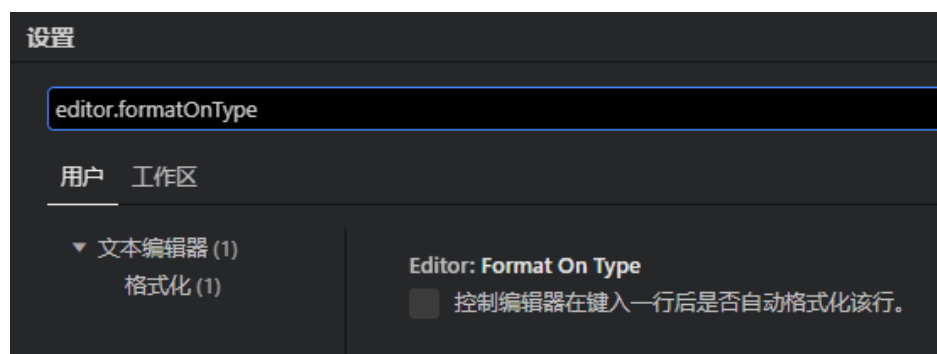 设置
editor.formatOnType
用户 工作区
文本编辑器 (1)
格式化 (1)
Editor: Format On Type
控制编辑器在键入一行后是否自动格式化该行。